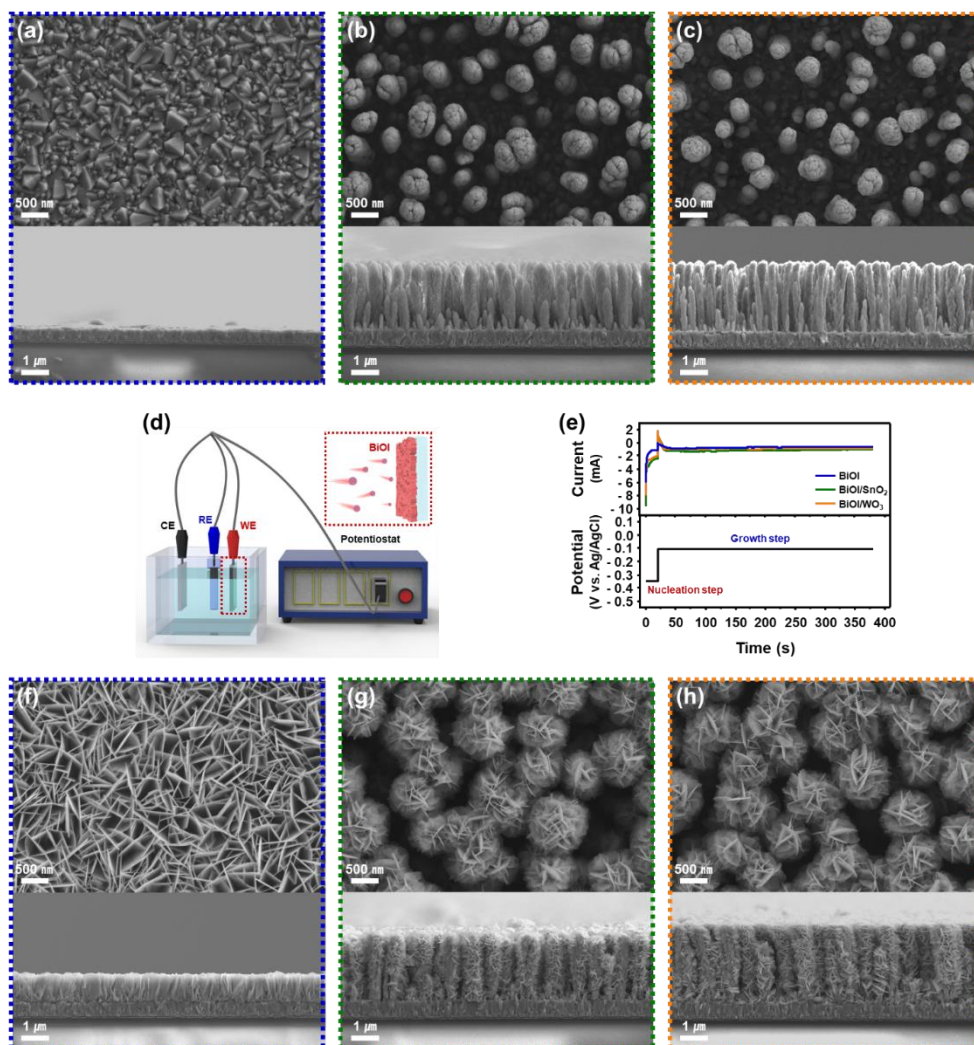 (a)
(b)
(c)
500 nm
500 nm
500 nm
1 μm
1 μm
1 μm
(d)
BiOI
CE
RE
WE
Potentiostat
(e)
Current
(mA)
2
0
- 2
- 4
- 6
- 8
- 10
BiOI
BiOI/SnO₂
BiOI/WO₃
Potential
(V vs. Ag/AgCl)
0.1
0.0
- 0.1
- 0.2
- 0.3
- 0.4
- 0.5
Growth step
Nucleation step
0 50 100 150 200 250 300 350 400
Time (s)
(f)
(g)
(h)
500 nm
500 nm
500 nm
1 μm
1 μm
1 μm